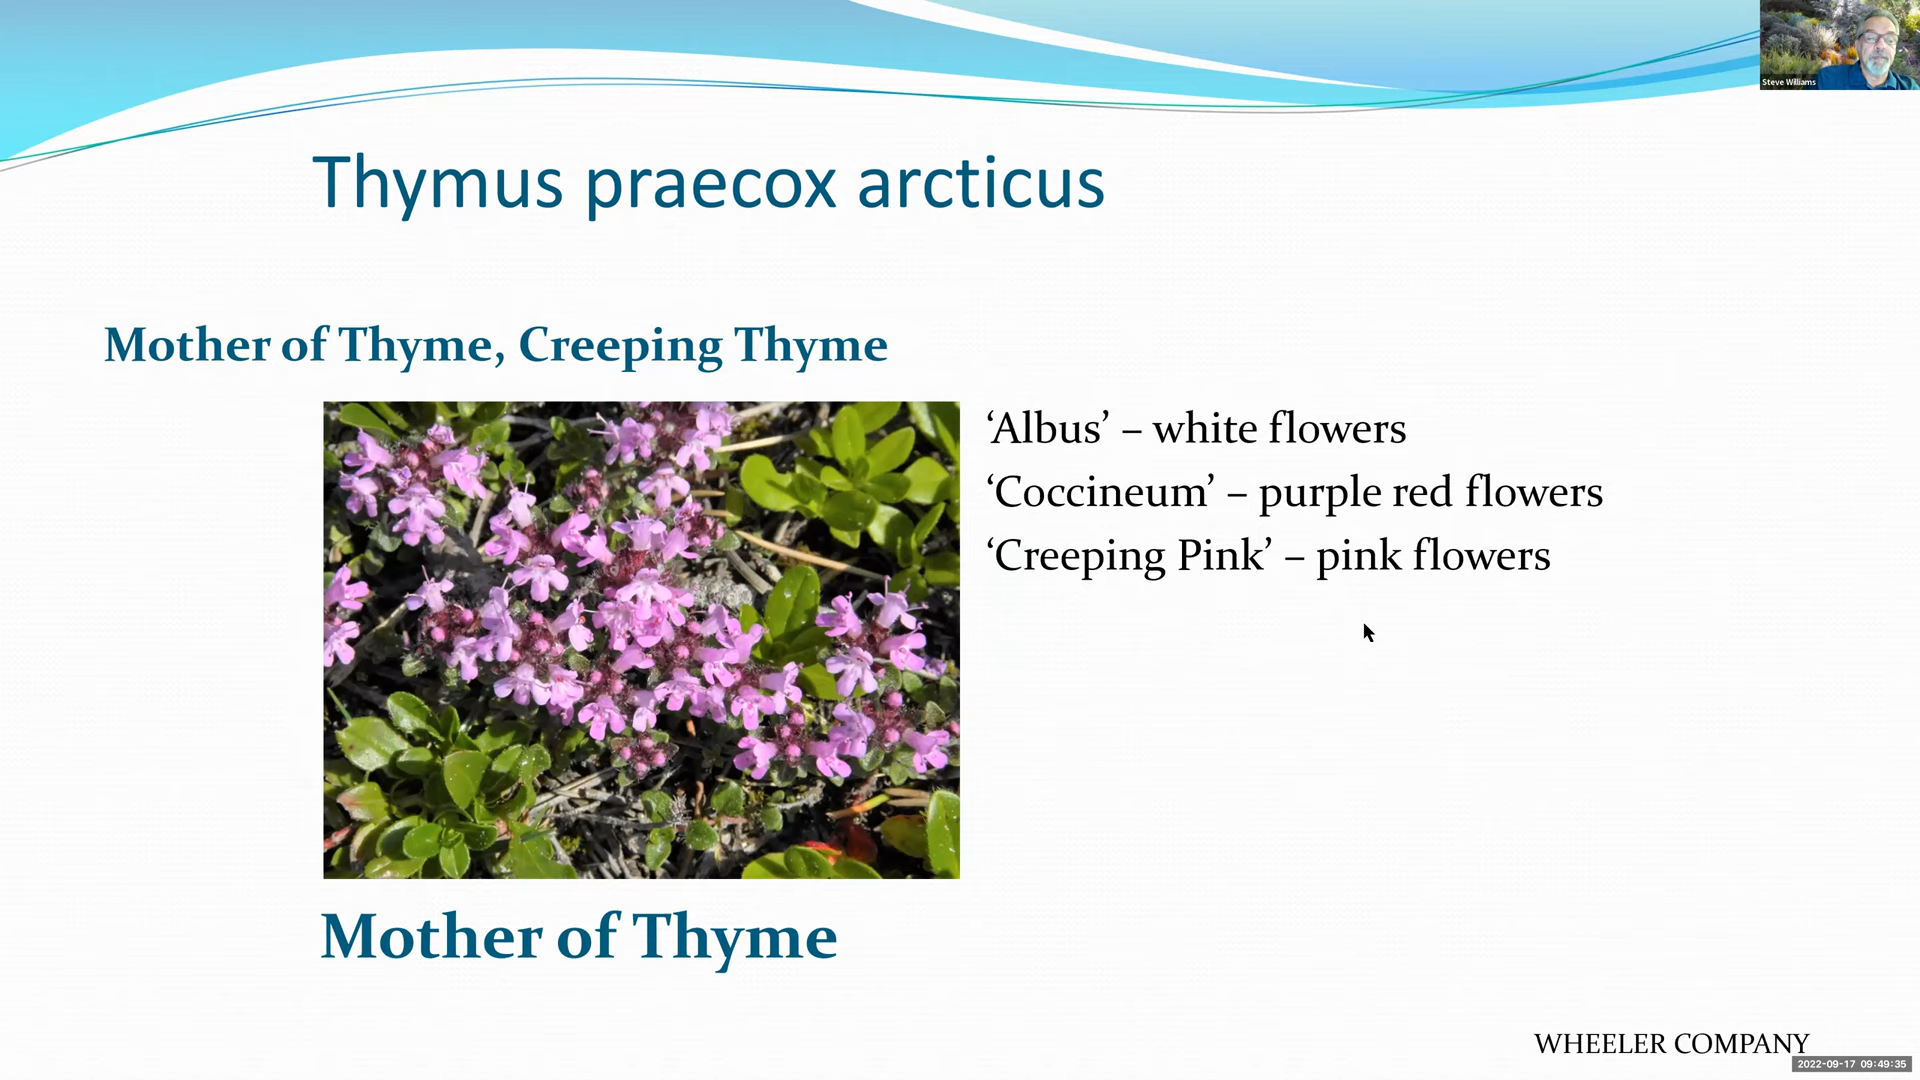 Steve Williams
Thymus praecox arcticus
Mother of Thyme, Creeping Thyme
‘Albus’ – white flowers
‘Coccineum’ – purple red flowers
‘Creeping Pink’ – pink flowers
Mother of Thyme
WHEELER COMPANY
2022-09-17 09:49:35